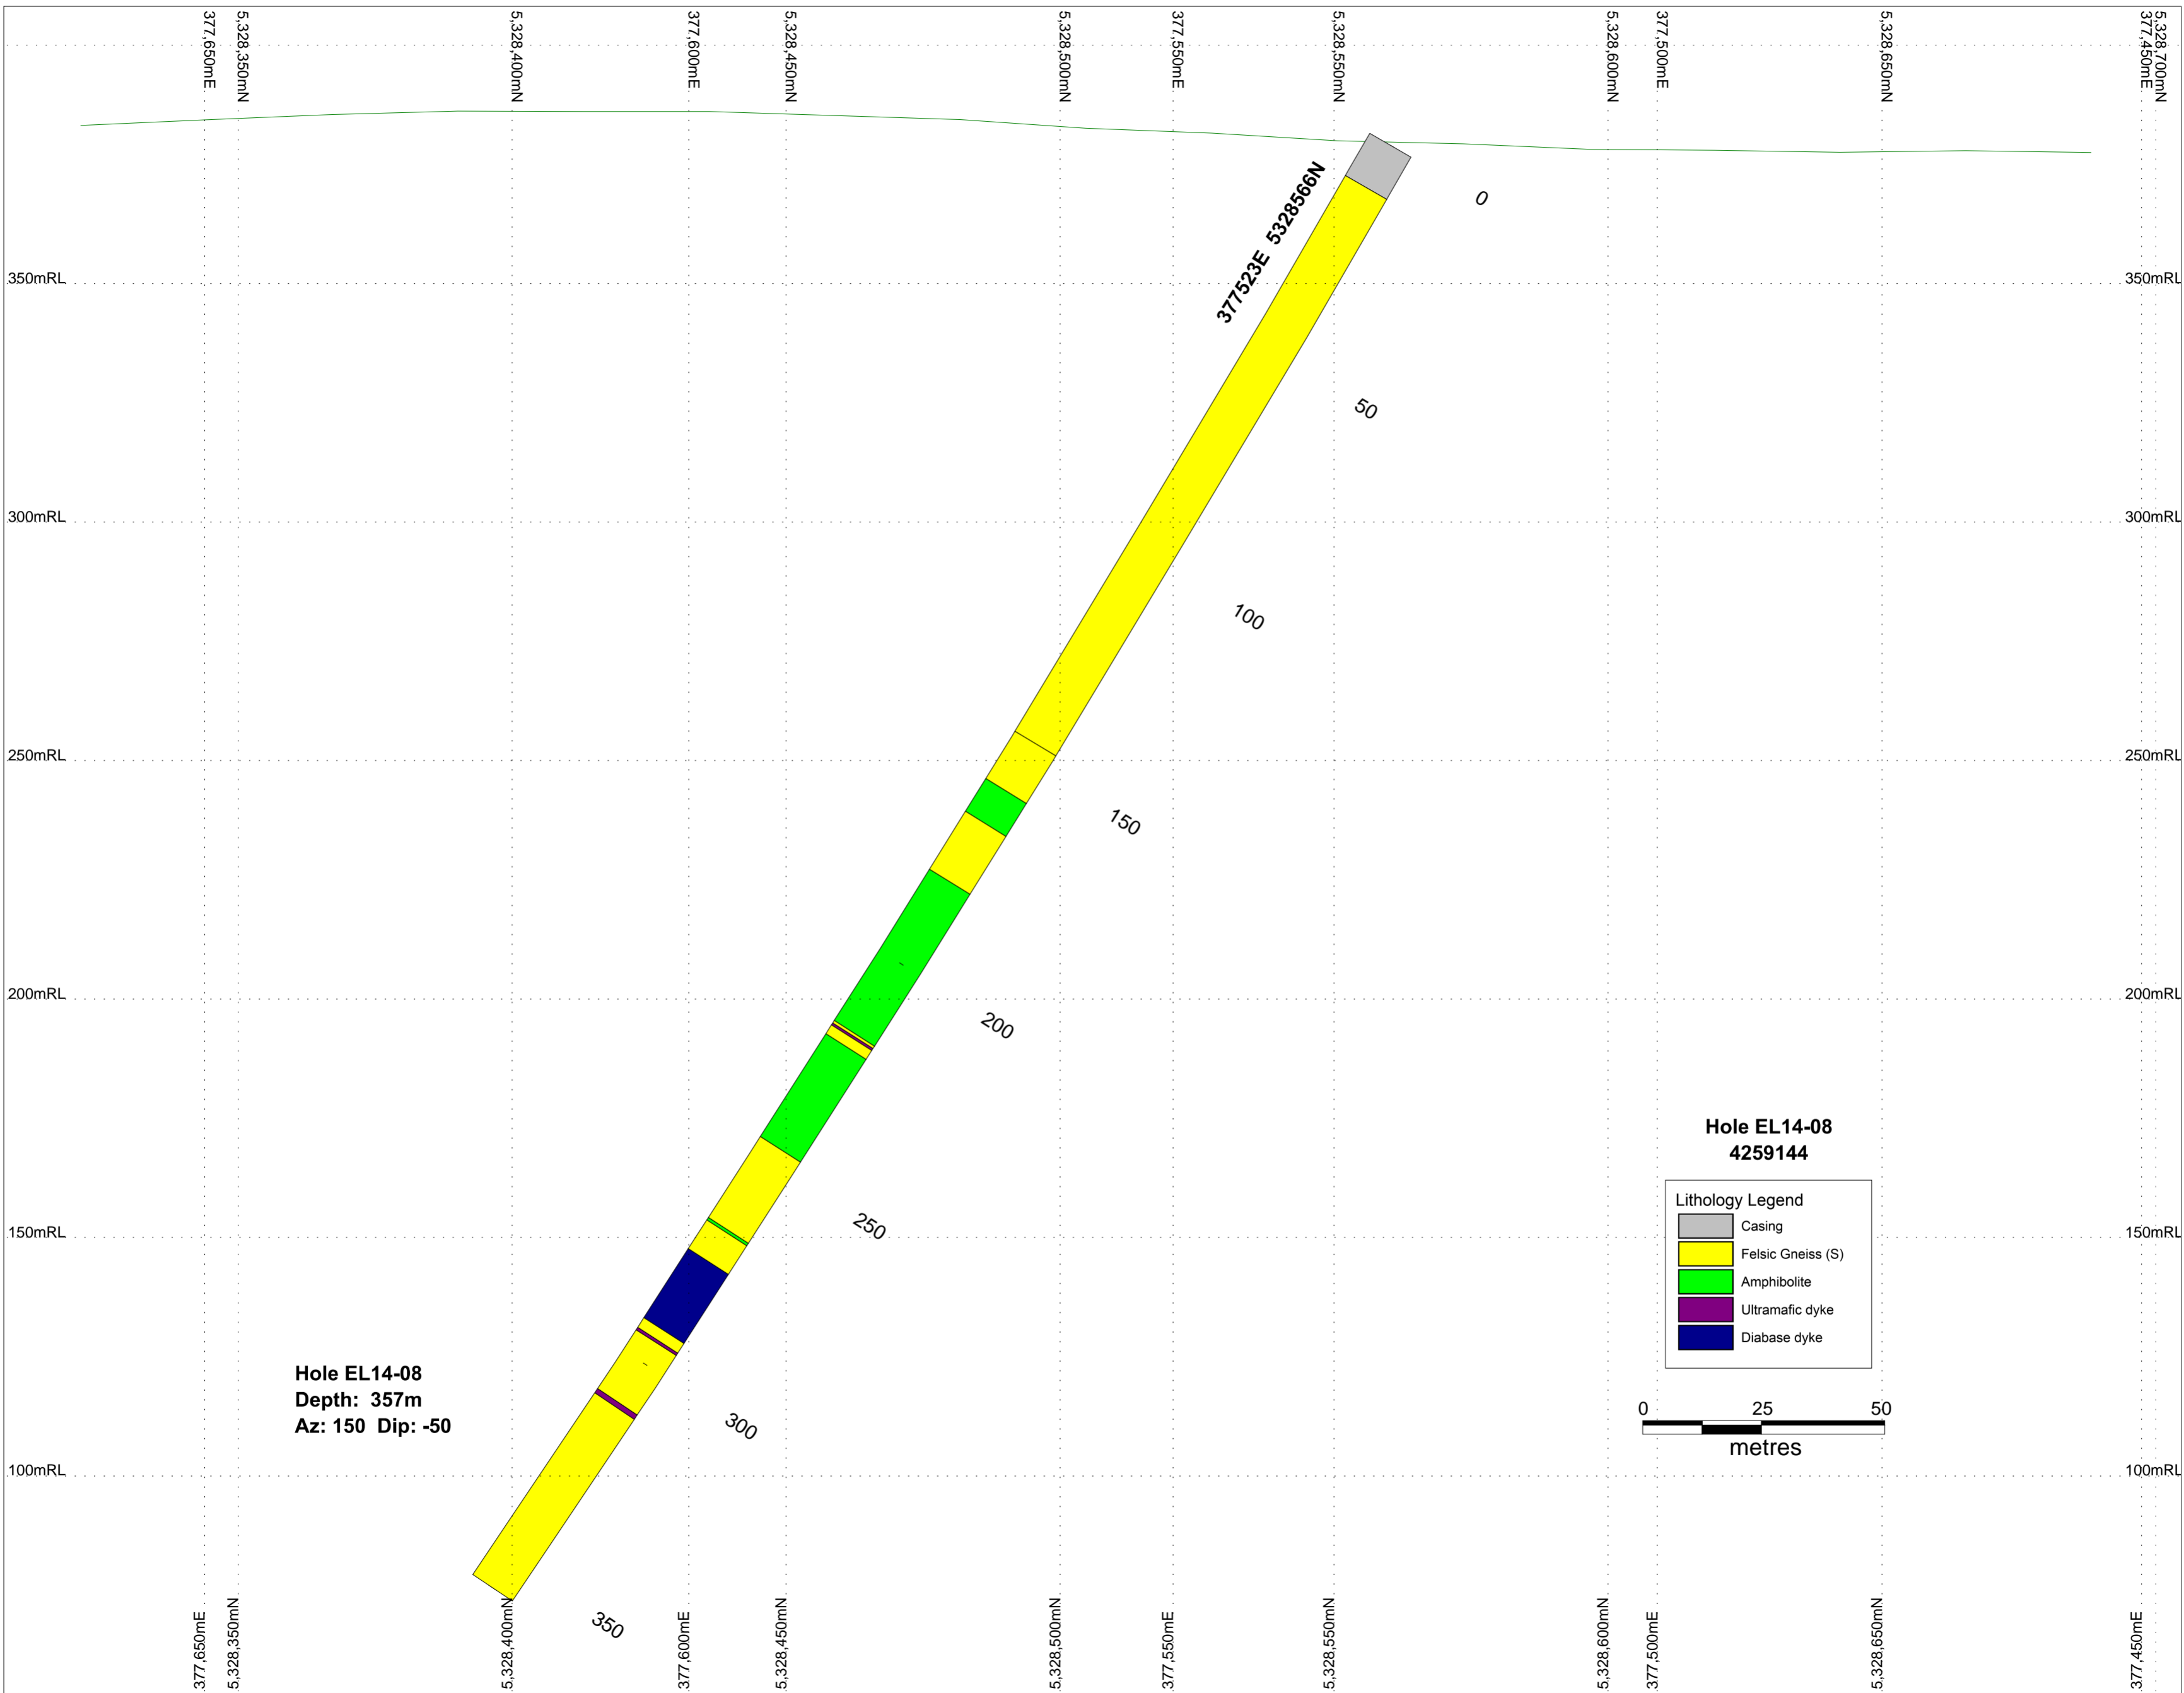 377,650mE
5,328,350mN
5,328,400mN
377,600mE
5,328,450mN
5,328,500mN
377,550mE
5,328,550mN
5,328,600mN
377,500mE
5,328,650mN
377,450mE
5,328,700mN
377523E 5328566N
0
350mRL
350mRL
50
300mRL
300mRL
100
250mRL
250mRL
150
200mRL
200mRL
200
Hole EL14-08
4259144
Lithology Legend
Casing
Felsic Gneiss (S)
Amphibolite
Ultramafic dyke
Diabase dyke
150mRL
150mRL
250
Hole EL14-08
Depth: 357m
Az: 150 Dip: -50
0 25 50
metres
300
100mRL
100mRL
350
377,650mE
5,328,350mN
5,328,400mN
377,600mE
5,328,450mN
5,328,500mN
377,550mE
5,328,550mN
5,328,600mN
377,500mE
5,328,650mN
377,450mE